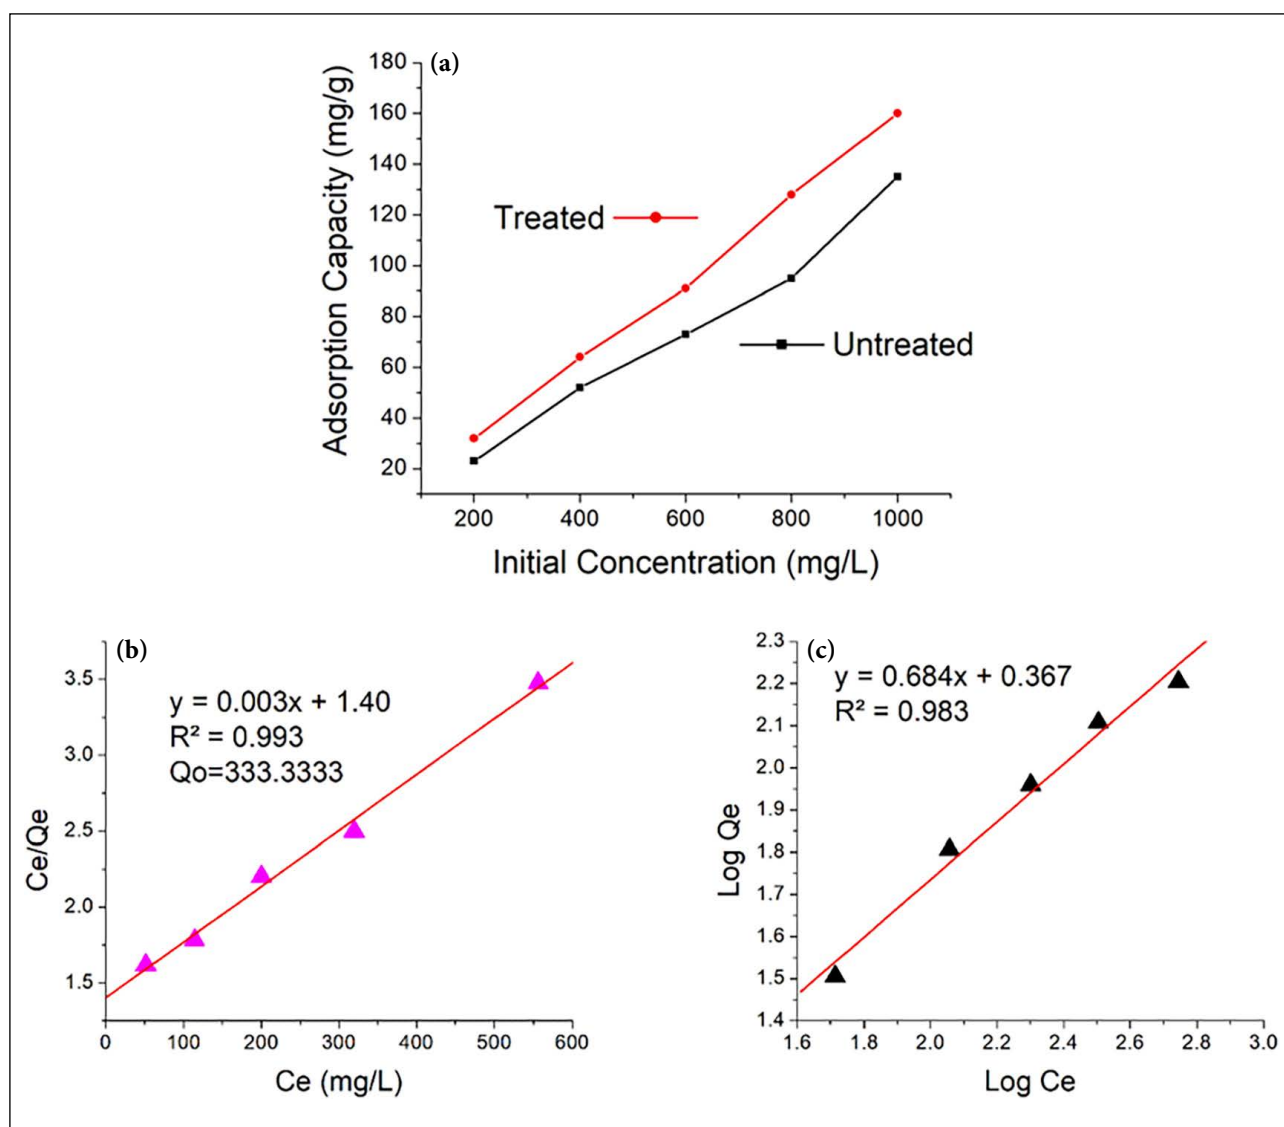 (a)
Adsorption Capacity (mg/g)
180
160
140
120
100
80
60
40
20
Treated
Untreated
200 400 600 800 1000
Initial Concentration (mg/L)
(b)
y = 0.003x + 1.40
R² = 0.993
Qo=333.3333
Ce/Qe
3.5
3.0
2.5
2.0
1.5
0 100 200 300 400 500 600
Ce (mg/L)
(c)
y = 0.684x + 0.367
R² = 0.983
Log Qe
2.3
2.2
2.1
2.0
1.9
1.8
1.7
1.6
1.5
1.4
1.6 1.8 2.0 2.2 2.4 2.6 2.8 3.0
Log Ce